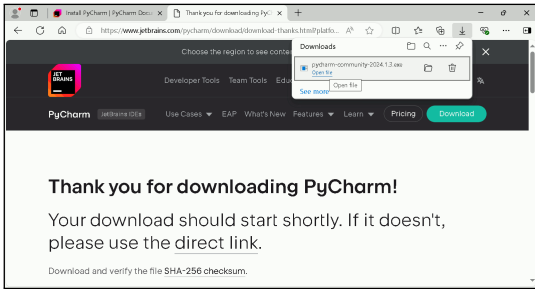 Install PyCharm | PyCharm Docu
Thank you for downloading PyC
https://www.jetbrains.com/pycharm/download/download-thanks.html?platfo...
Choose the region to see conten
Downloads
pycharm-community-2024.1.3.exe
Open file
Open file
See more
JET
BRAINS
Developer Tools Team Tools Edu
PyCharm JetBrains IDEs Use Cases EAP What's New Features Learn Pricing Download
Thank you for downloading PyCharm!
Your download should start shortly. If it doesn't,
please use the direct link.
Download and verify the file SHA-256 checksum.